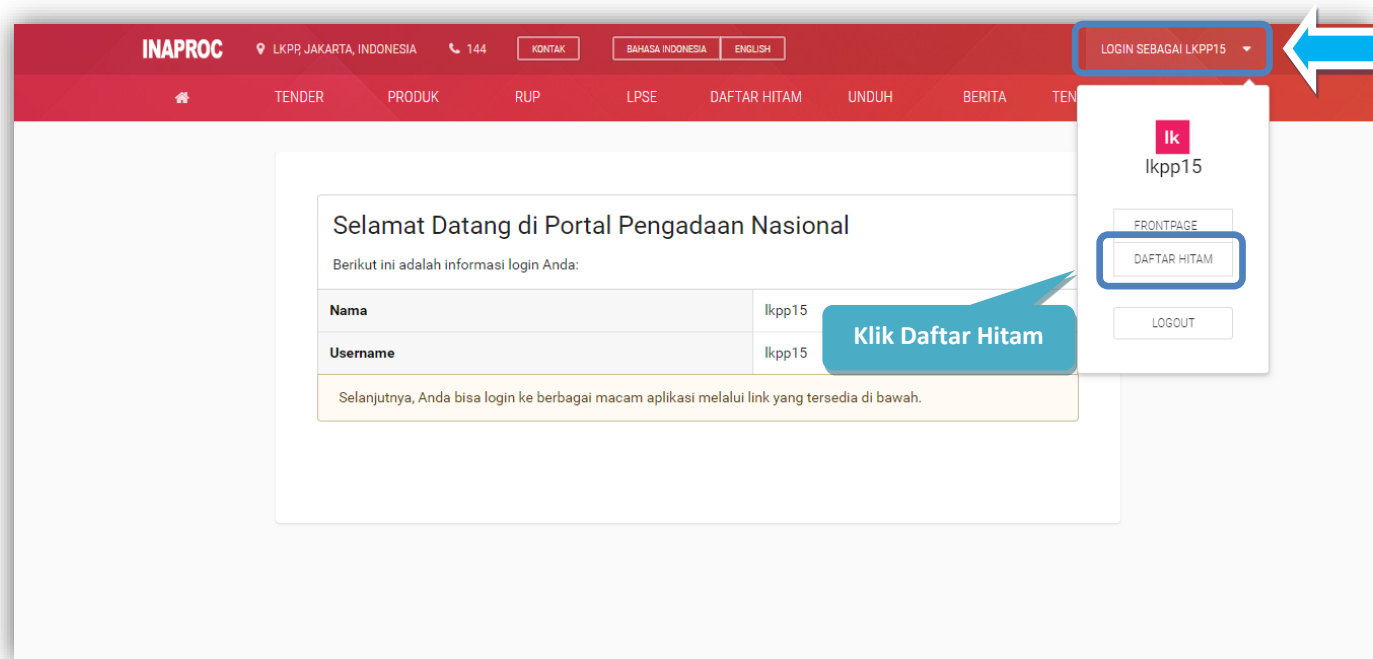 INAPROC LKPP, JAKARTA, INDONESIA 144 KONTAK BAHASA INDONESIA ENGLISH LOGIN SEBAGAI LKPP15
TENDER PRODUK RUP LPSE DAFTAR HITAM UNDUH BERITA TEN
lk
lkpp15
FRONTPAGE
DAFTAR HITAM
LOGOUT
Selamat Datang di Portal Pengadaan Nasional
Berikut ini adalah informasi login Anda:
Nama lkpp15
Username lkpp15
Klik Daftar Hitam
Selanjutnya, Anda bisa login ke berbagai macam aplikasi melalui link yang tersedia di bawah.